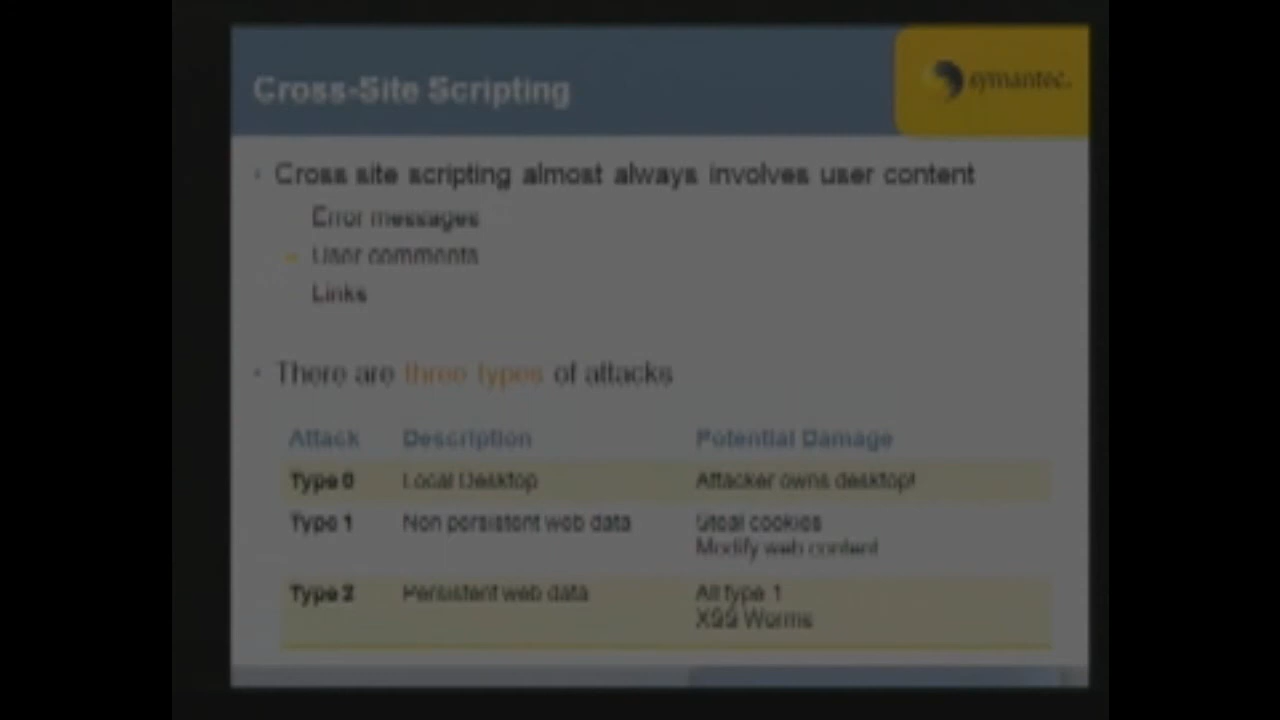 Cross-Site Scripting
symantec.
Cross site scripting almost always involves user content
Error messages
User comments
Links
There are three types of attacks
Attack Description Potential Damage
Type 0 Local Desktop Attacker owns desktop!
Type 1 Non persistent web data Steal cookies
Modify web content
Type 2 Persistent web data All type 1
XSS Worms